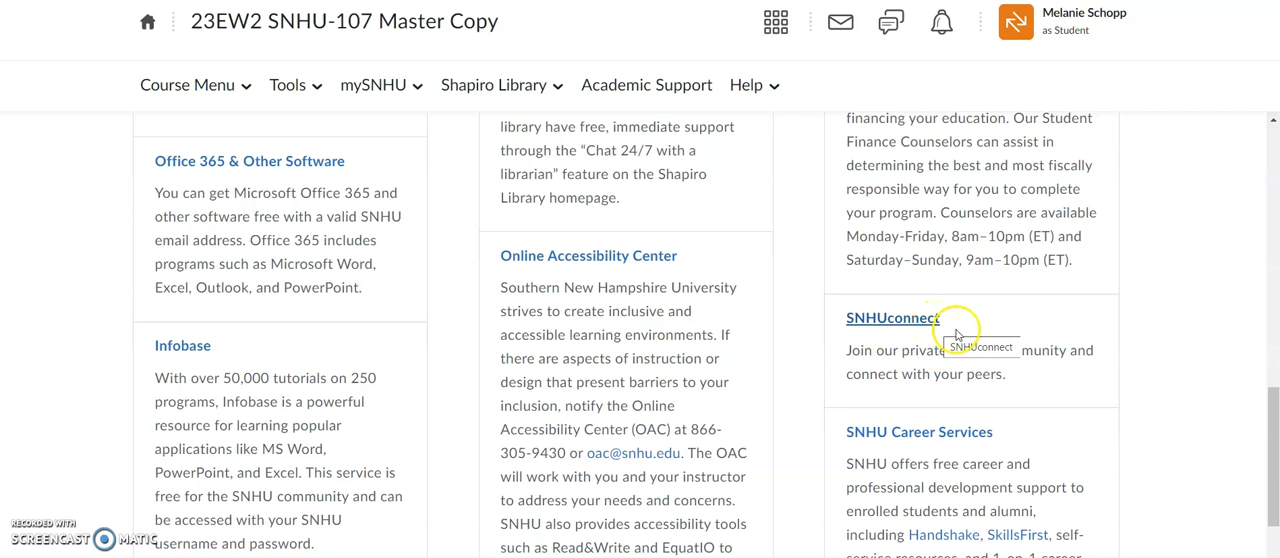 23EW2 SNHU-107 Master Copy
Melanie Schopp
as Student
Course Menu
Tools
mySNHU
Shapiro Library
Academic Support
Help
Office 365 & Other Software
You can get Microsoft Office 365 and
other software free with a valid SNHU
email address. Office 365 includes
programs such as Microsoft Word,
Excel, Outlook, and PowerPoint.
Infobase
With over 50,000 tutorials on 250
programs, Infobase is a powerful
resource for learning popular
applications like MS Word,
PowerPoint, and Excel. This service is
free for the SNHU community and can
be accessed with your SNHU
username and password.
library have free, immediate support
through the “Chat 24/7 with a
librarian” feature on the Shapiro
Library homepage.
Online Accessibility Center
Southern New Hampshire University
strives to create inclusive and
accessible learning environments. If
there are aspects of instruction or
design that present barriers to your
inclusion, notify the Online
Accessibility Center (OAC) at 866-
305-9430 or oac@snhu.edu. The OAC
will work with you and your instructor
to address your needs and concerns.
SNHU also provides accessibility tools
such as Read&Write and EquatIO to
financing your education. Our Student
Finance Counselors can assist in
determining the best and most fiscally
responsible way for you to complete
your program. Counselors are available
Monday-Friday, 8am–10pm (ET) and
Saturday–Sunday, 9am–10pm (ET).
SNHUconnect
SNHUconnect
Join our private munity and
connect with your peers.
SNHU Career Services
SNHU offers free career and
professional development support to
enrolled students and alumni,
including Handshake, SkillsFirst, self-
service resources, and 1-on-1 career
RECORDED WITH
SCREENCAST MATIC